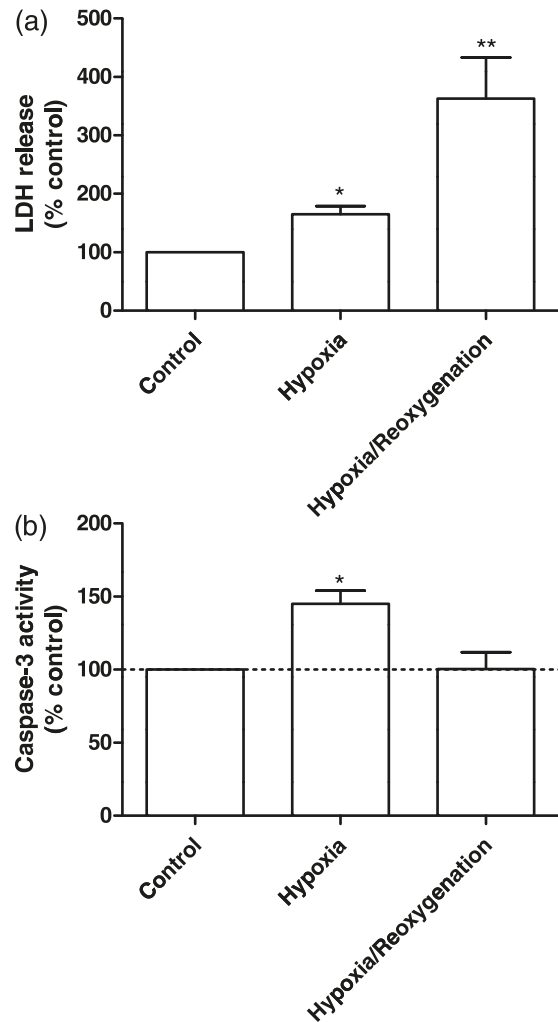 (a)
LDH release
(% control)
500
400
300
200
100
0
*
**
Control
Hypoxia
Hypoxia/Reoxygenation
(b)
Caspase-3 activity
(% control)
200
150
100
50
0
*
Control
Hypoxia
Hypoxia/Reoxygenation